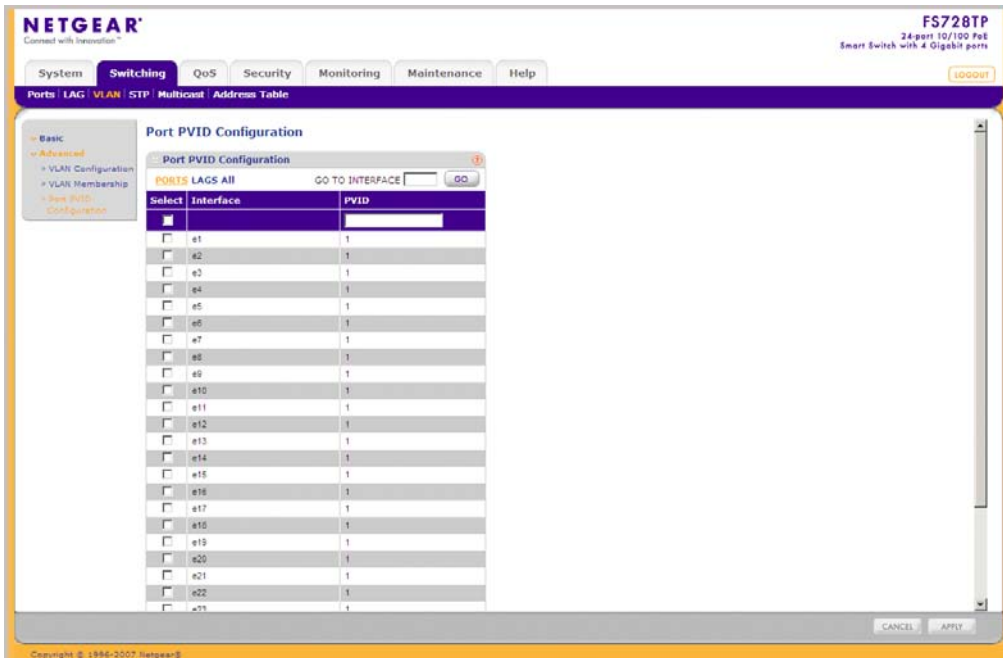 NETGEAR®
Connect with Innovation™
FS728TP
24-port 10/100 PoE
Smart Switch with 4 Gigabit ports
System Switching QoS Security Monitoring Maintenance Help LOGOUT
Ports LAG VLAN STP Multicast Address Table
Basic
Advanced
VLAN Configuration
VLAN Membership
Port PVID
Configuration
Port PVID Configuration
Port PVID Configuration
PORTS LAGS All GO TO INTERFACE GO
Select Interface PVID
e1 1
e2 1
e3 1
e4 1
e5 1
e6 1
e7 1
e8 1
e9 1
e10 1
e11 1
e12 1
e13 1
e14 1
e15 1
e16 1
e17 1
e18 1
e19 1
e20 1
e21 1
e22 1
e23 1
CANCEL APPLY
Copyright © 1996-2007 Netgear®